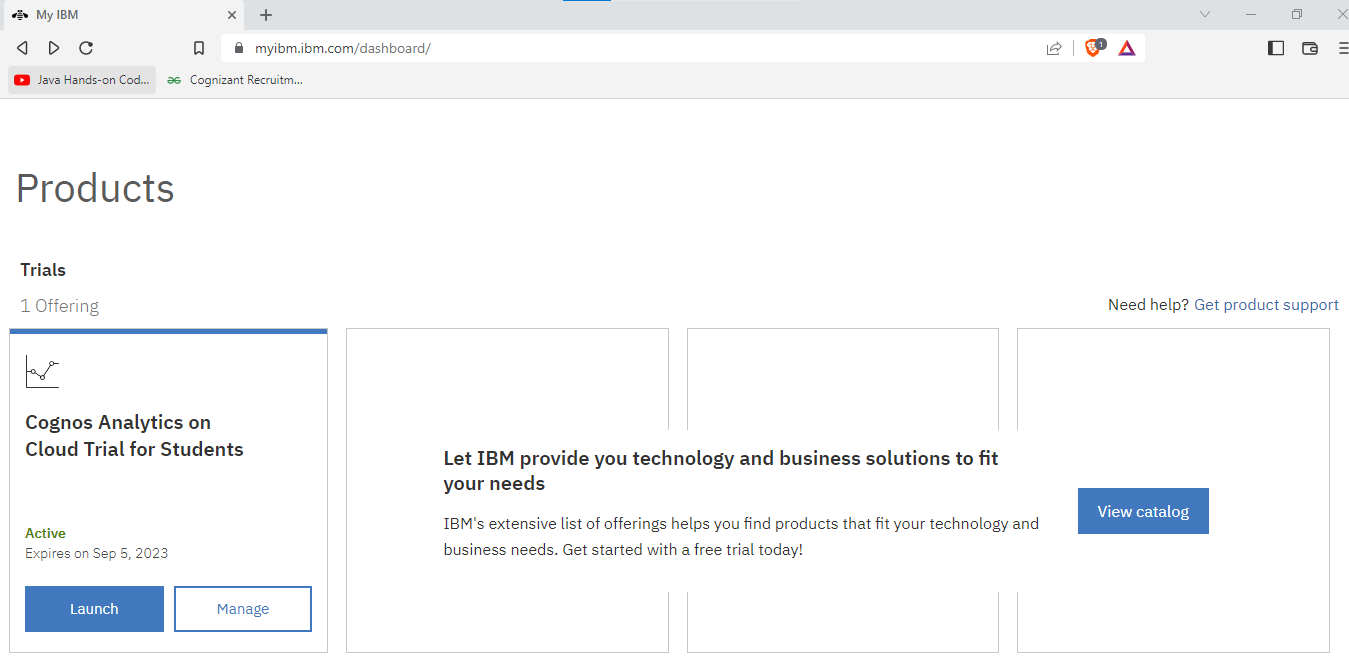 My IBM
myibm.ibm.com/dashboard/
1
Java Hands-on Cod...
Cognizant Recruitm...
Products
Trials
1 Offering
Need help? Get product support
Cognos Analytics on
Cloud Trial for Students
Active
Expires on Sep 5, 2023
Launch
Manage
Let IBM provide you technology and business solutions to fit
your needs
IBM's extensive list of offerings helps you find products that fit your technology and
business needs. Get started with a free trial today!
View catalog